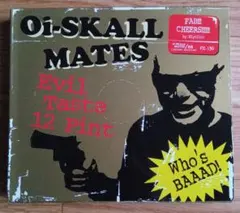 Oi-SKALL
MATES
Evil
Taste
12 Pint
Who's
BAAAD!